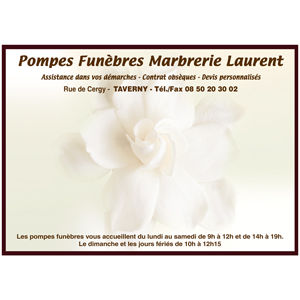 Pompes Funèbres Marbrerie Laurent
Assistance dans vos démarches - Contrat obsèques - Devis personnalisés
Rue de Cergy - TAVERNY - Tél./Fax 08 50 20 30 02
Les pompes funèbres vous accueillent du lundi au samedi de 9h à 12h et de 14h à 19h.
Le dimanche et les jours fériés de 10h à 12h15